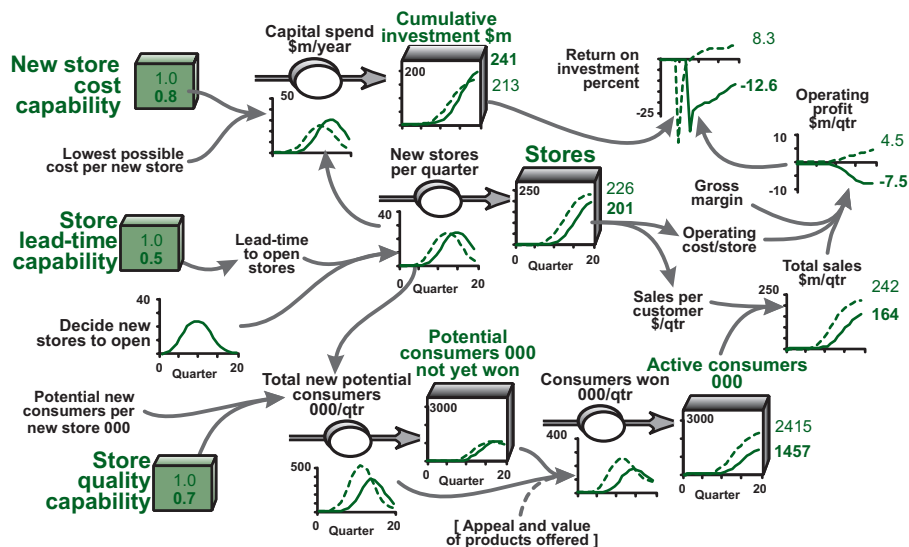 New store
cost
capability
1.0
0.8
Lowest possible
cost per new store
Capital spend
$m/year
50
Cumulative
investment $m
200
241
213
Return on
investment
percent
-25
8.3
-12.6
Operating
profit
$m/qtr
10
-10
4.5
-7.5
New stores
per quarter
40
Quarter
20
Stores
250
226
201
Quarter
20
Gross
margin
Operating
cost/store
Store
lead-time
capability
1.0
0.5
Lead-time
to open
stores
Decide new
stores to open
40
0
0
Quarter
20
Sales per
customer
$/qtr
Total sales
$m/qtr
250
242
164
Potential new
consumers per
new store 000
Total new potential
consumers
000/qtr
500
0
0
Quarter
20
Potential
consumers 000
not yet won
3000
Consumers won
000/qtr
400
Active consumers
000
3000
2415
1457
Quarter
20
Store
quality
capability
1.0
0.7
[ Appeal and value
of products offered ]